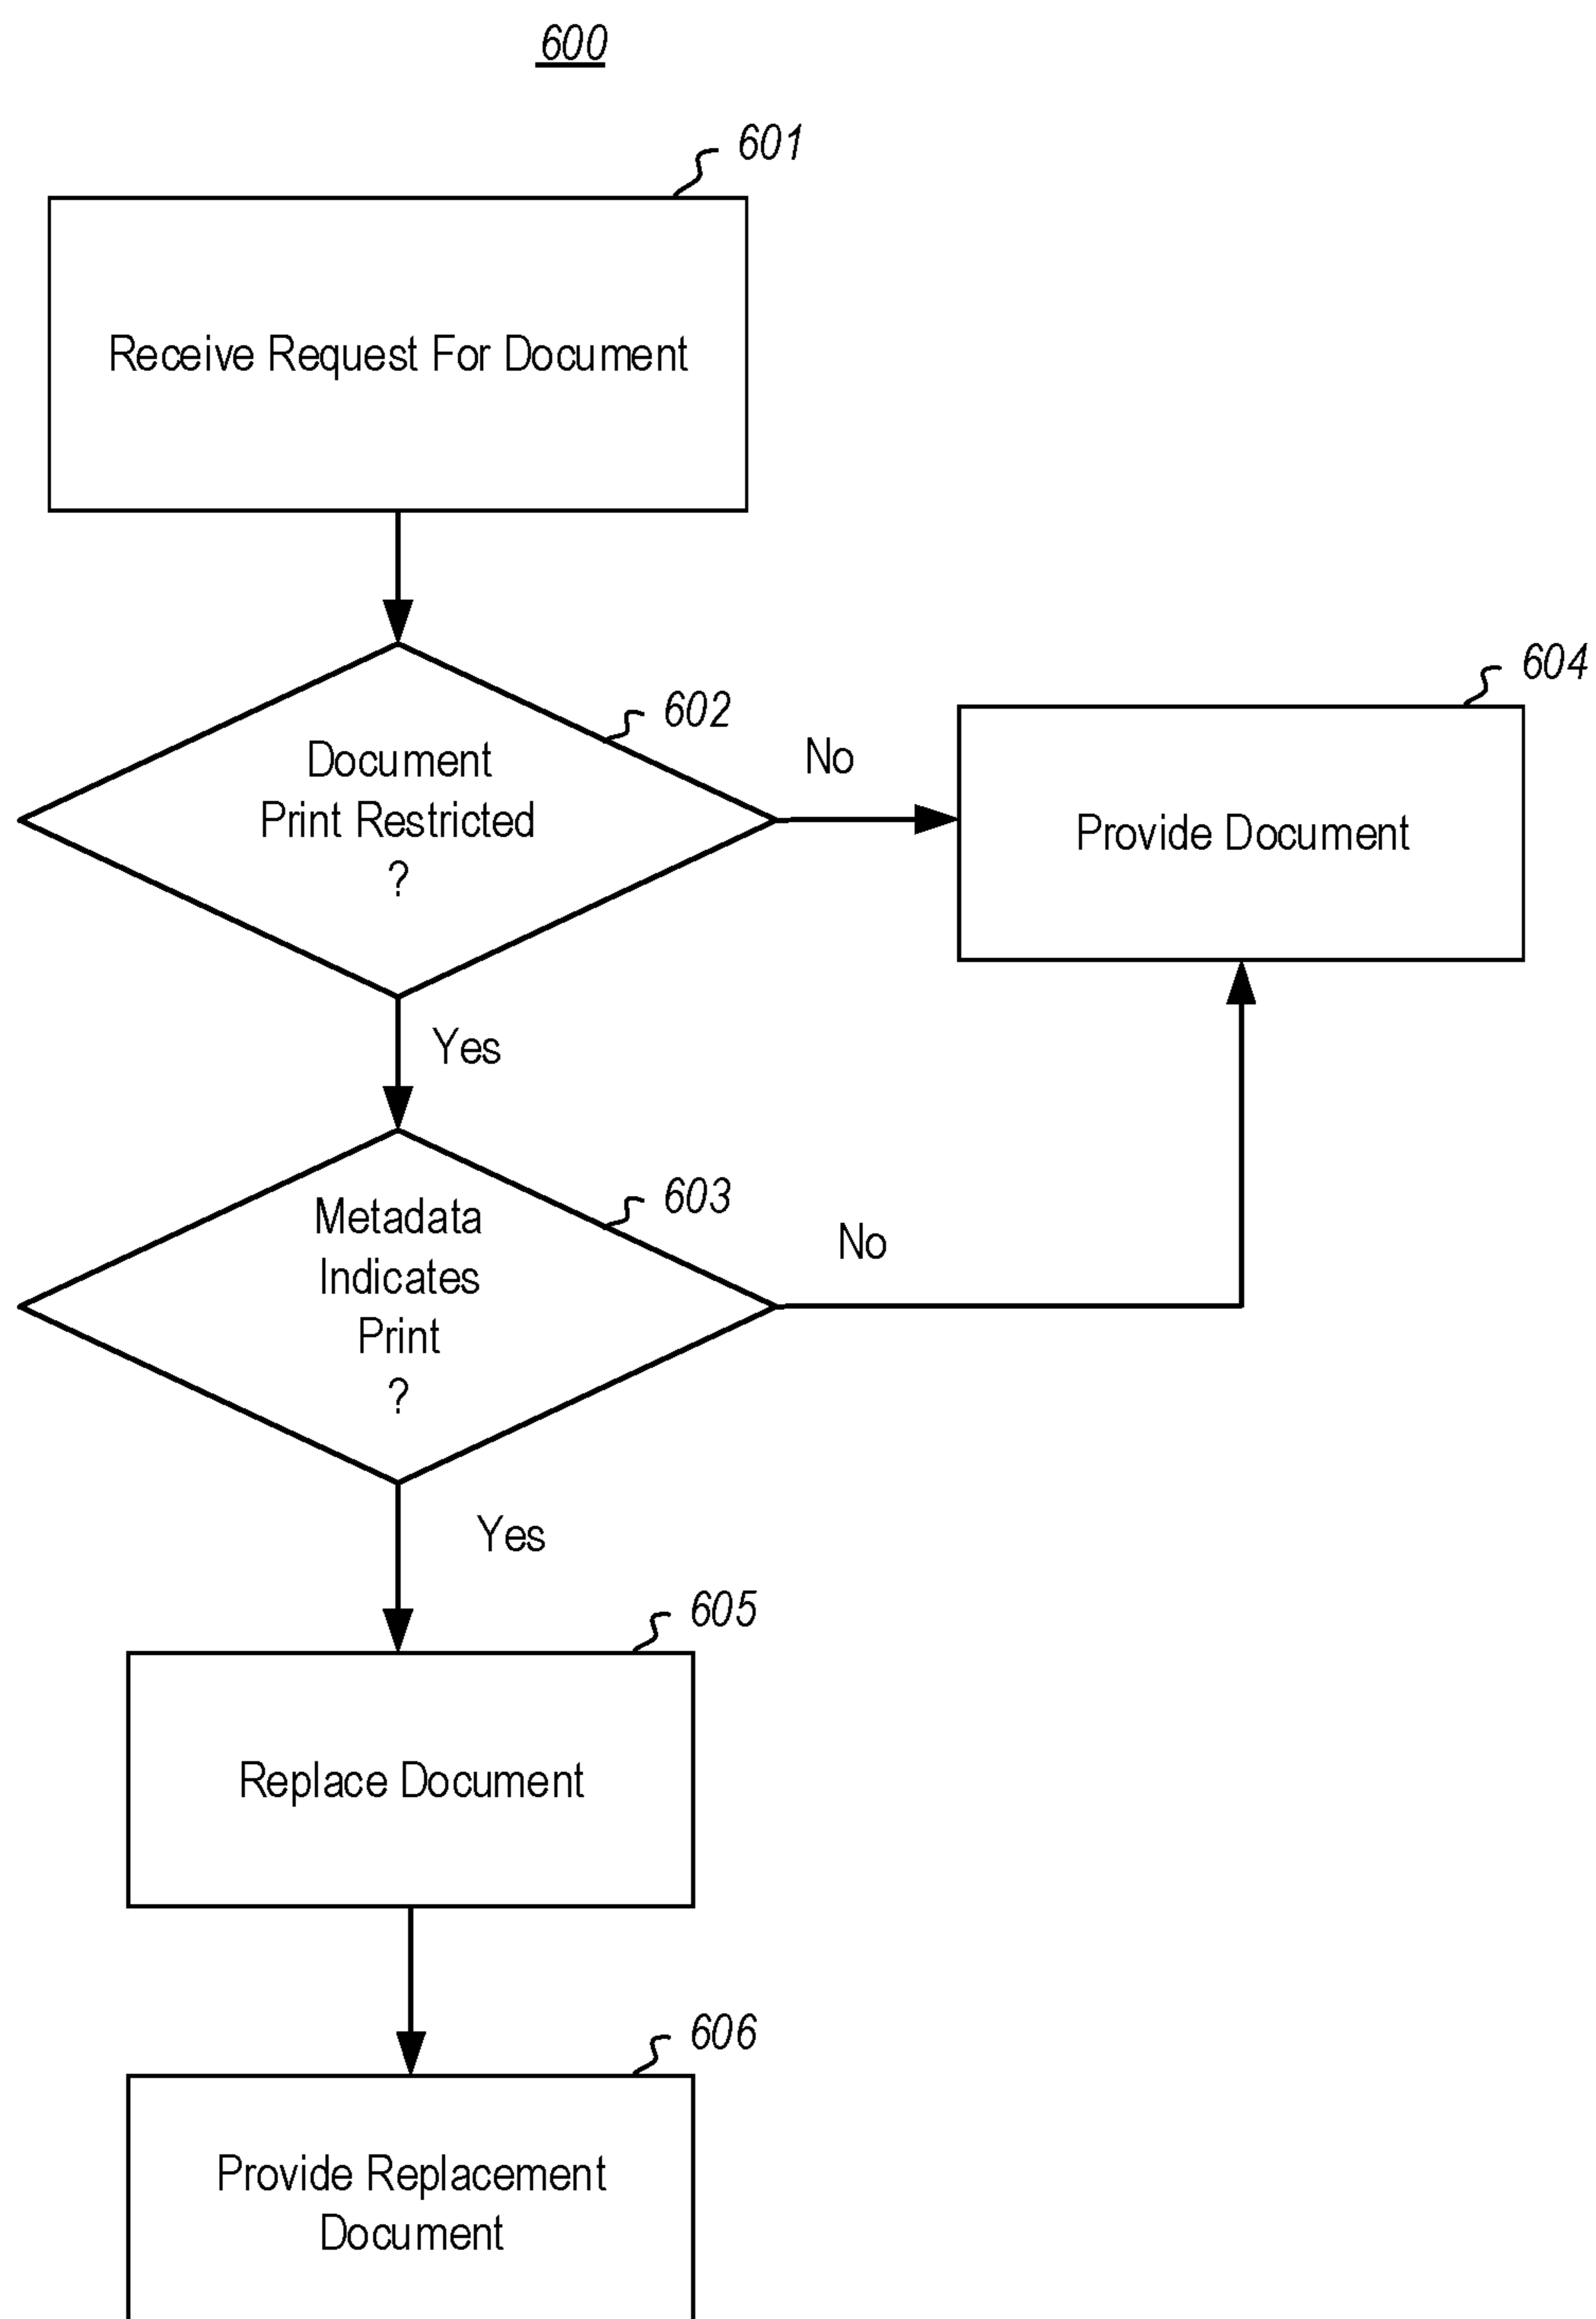 600
601
Receive Request For Document
602
Document
Print Restricted
?
No
604
Provide Document
Yes
603
Metadata
Indicates
Print
?
No
Yes
605
Replace Document
606
Provide Replacement
Document